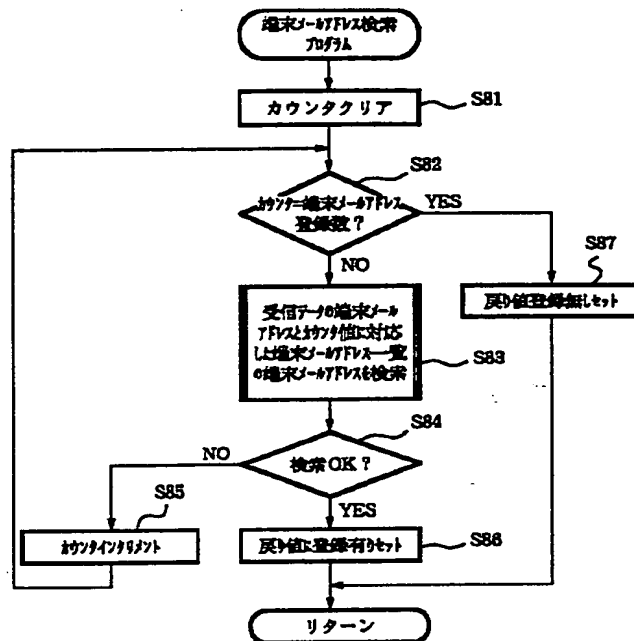 端末メールアドレス検索
プログラム
カウンタクリア
S81
S82
カウンタ=端末メールアドレス
登録数?
YES
NO
S87
戻り値登録無しセット
受信データの端末メール
アドレスとカウンタ値に対応
した端末メールアドレス一覧
の端末メールアドレスを検索
S83
S84
検索OK?
NO
YES
S85
カウンタインクリメント
戻り値に登録有りセット
S86
リターン